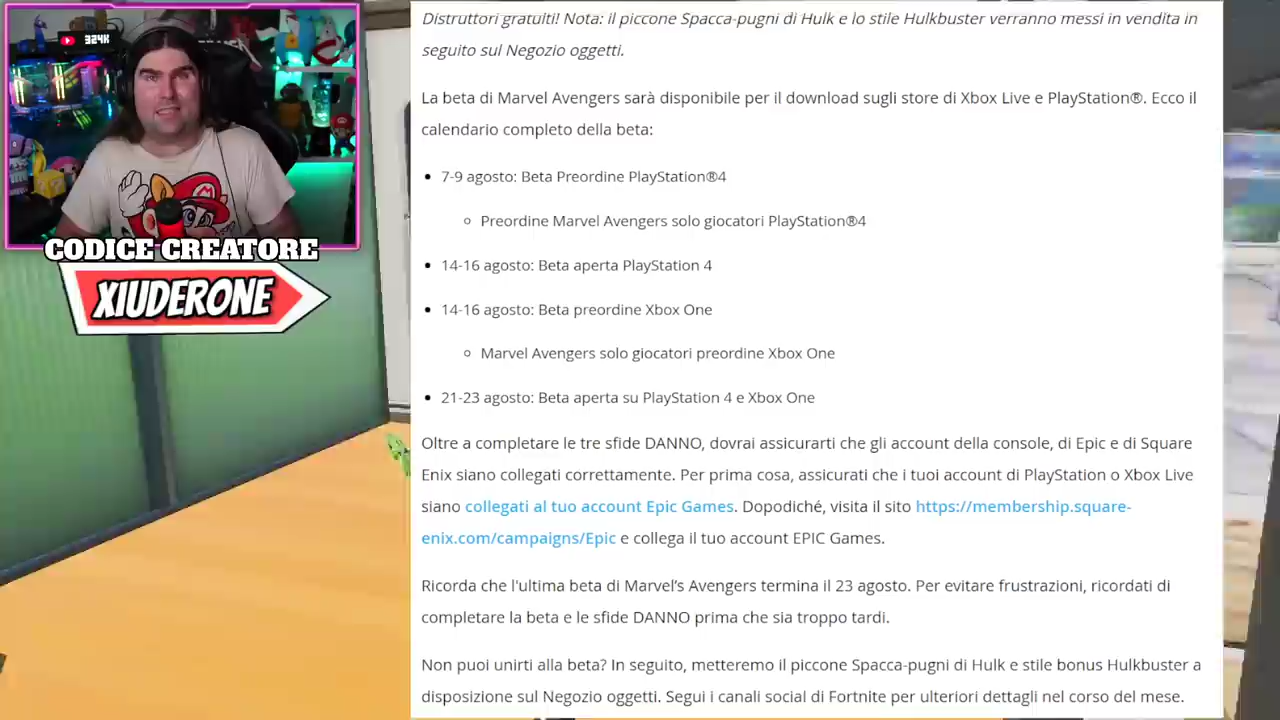 324K
CODICE CREATORE
XIUDERONE
Distruttori gratuiti! Nota: il piccone Spacca-pugni di Hulk e lo stile Hulkbuster verranno messi in vendita in
seguito sul Negozio oggetti.
La beta di Marvel Avengers sarà disponibile per il download sugli store di Xbox Live e PlayStation®. Ecco il
calendario completo della beta:
• 7-9 agosto: Beta Preordine PlayStation®4
○ Preordine Marvel Avengers solo giocatori PlayStation®4
• 14-16 agosto: Beta aperta PlayStation 4
• 14-16 agosto: Beta preordine Xbox One
○ Marvel Avengers solo giocatori preordine Xbox One
• 21-23 agosto: Beta aperta su PlayStation 4 e Xbox One
Oltre a completare le tre sfide DANNO, dovrai assicurarti che gli account della console, di Epic e di Square
Enix siano collegati correttamente. Per prima cosa, assicurati che i tuoi account di PlayStation o Xbox Live
siano collegati al tuo account Epic Games. Dopodiché, visita il sito https://membership.square-
enix.com/campaigns/Epic e collega il tuo account EPIC Games.
Ricorda che l'ultima beta di Marvel’s Avengers termina il 23 agosto. Per evitare frustrazioni, ricordati di
completare la beta e le sfide DANNO prima che sia troppo tardi.
Non puoi unirti alla beta? In seguito, metteremo il piccone Spacca-pugni di Hulk e stile bonus Hulkbuster a
disposizione sul Negozio oggetti. Segui i canali social di Fortnite per ulteriori dettagli nel corso del mese.